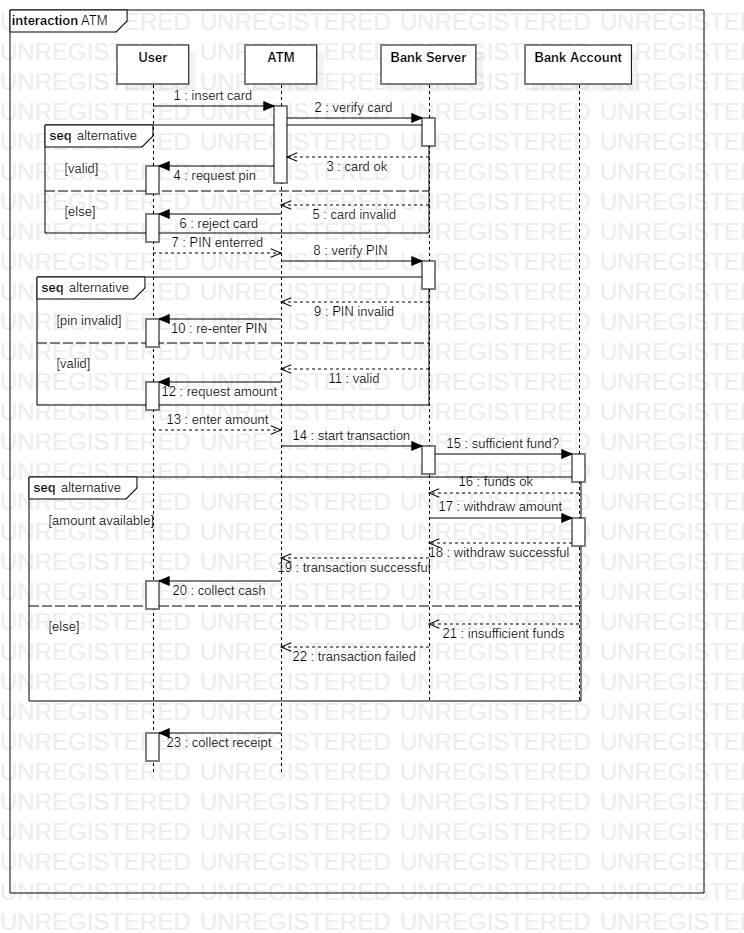 interaction ATM
User
ATM
Bank Server
Bank Account
1 : insert card
2 : verify card
seq alternative
3 : card ok
[valid]
4 : request pin
[else]
5 : card invalid
6 : reject card
7 : PIN enterred
8 : verify PIN
seq alternative
9 : PIN invalid
[pin invalid]
10 : re-enter PIN
[valid]
11 : valid
12 : request amount
13 : enter amount
14 : start transaction
15 : sufficient fund?
seq alternative
16 : funds ok
17 : withdraw amount
[amount available]
18 : withdraw successful
19 : transaction successful
20 : collect cash
[else]
21 : insufficient funds
22 : transaction failed
23 : collect receipt
UNREGISTERED UNREGISTERED UNREGISTERED UNREGISTERED